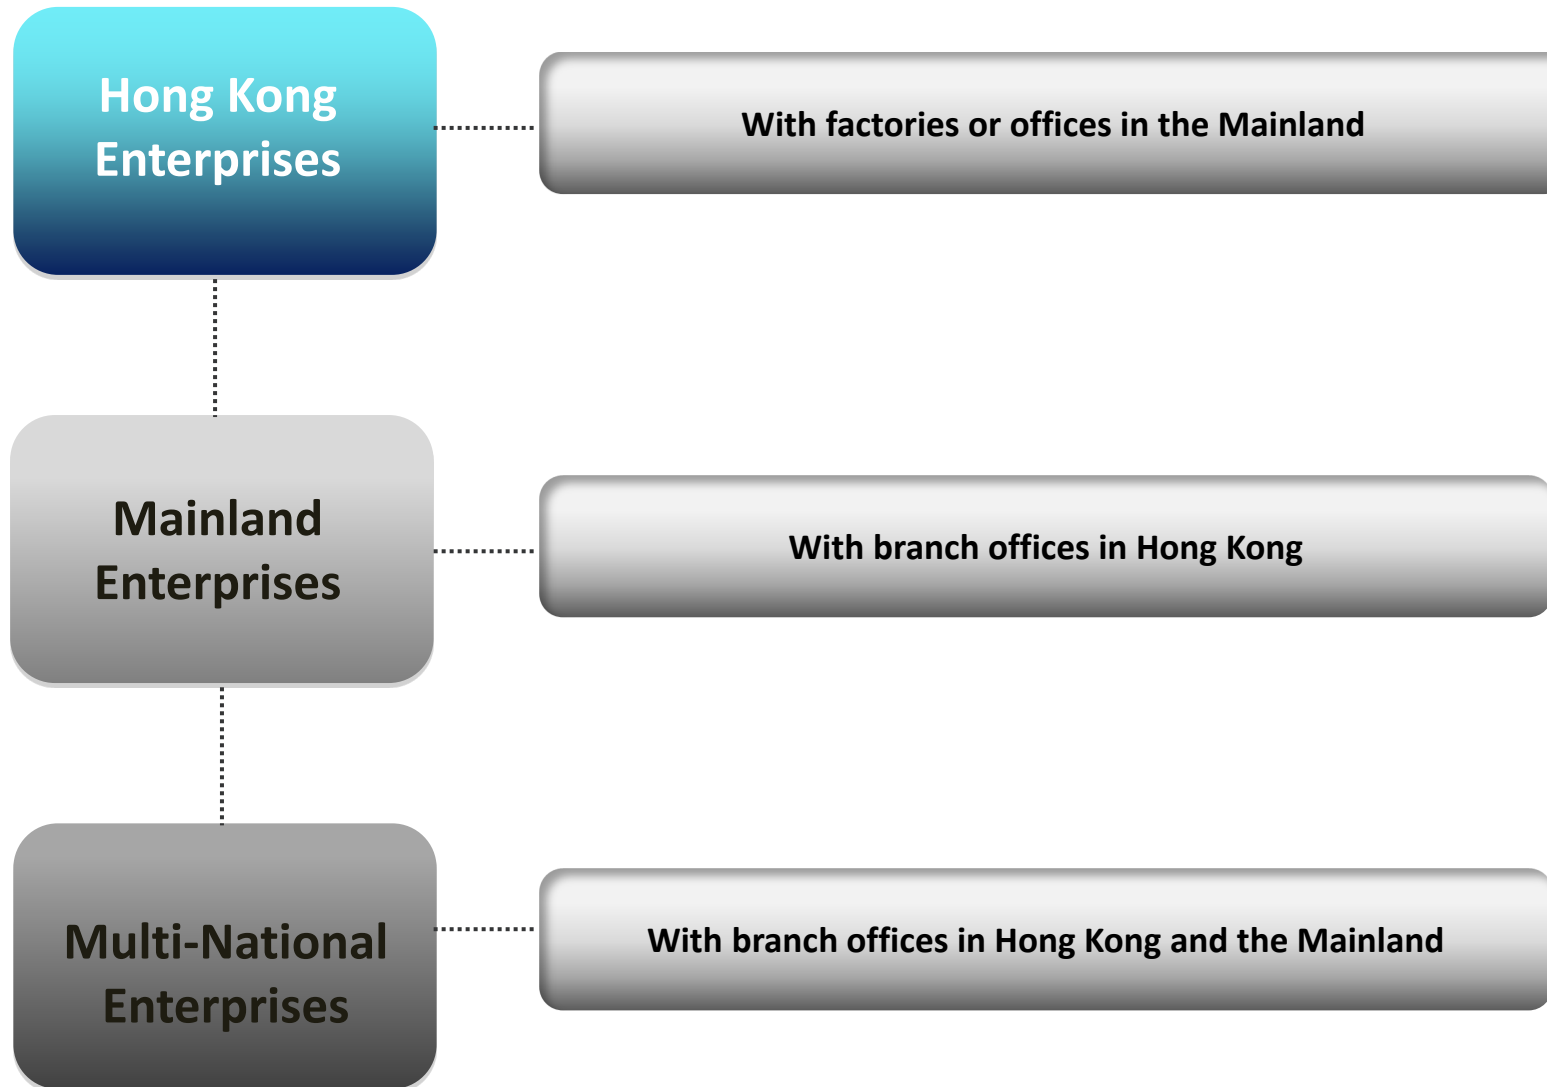 Hong Kong
Enterprises
With factories or offices in the Mainland
Mainland
Enterprises
With branch offices in Hong Kong
Multi-National
Enterprises
With branch offices in Hong Kong and the Mainland